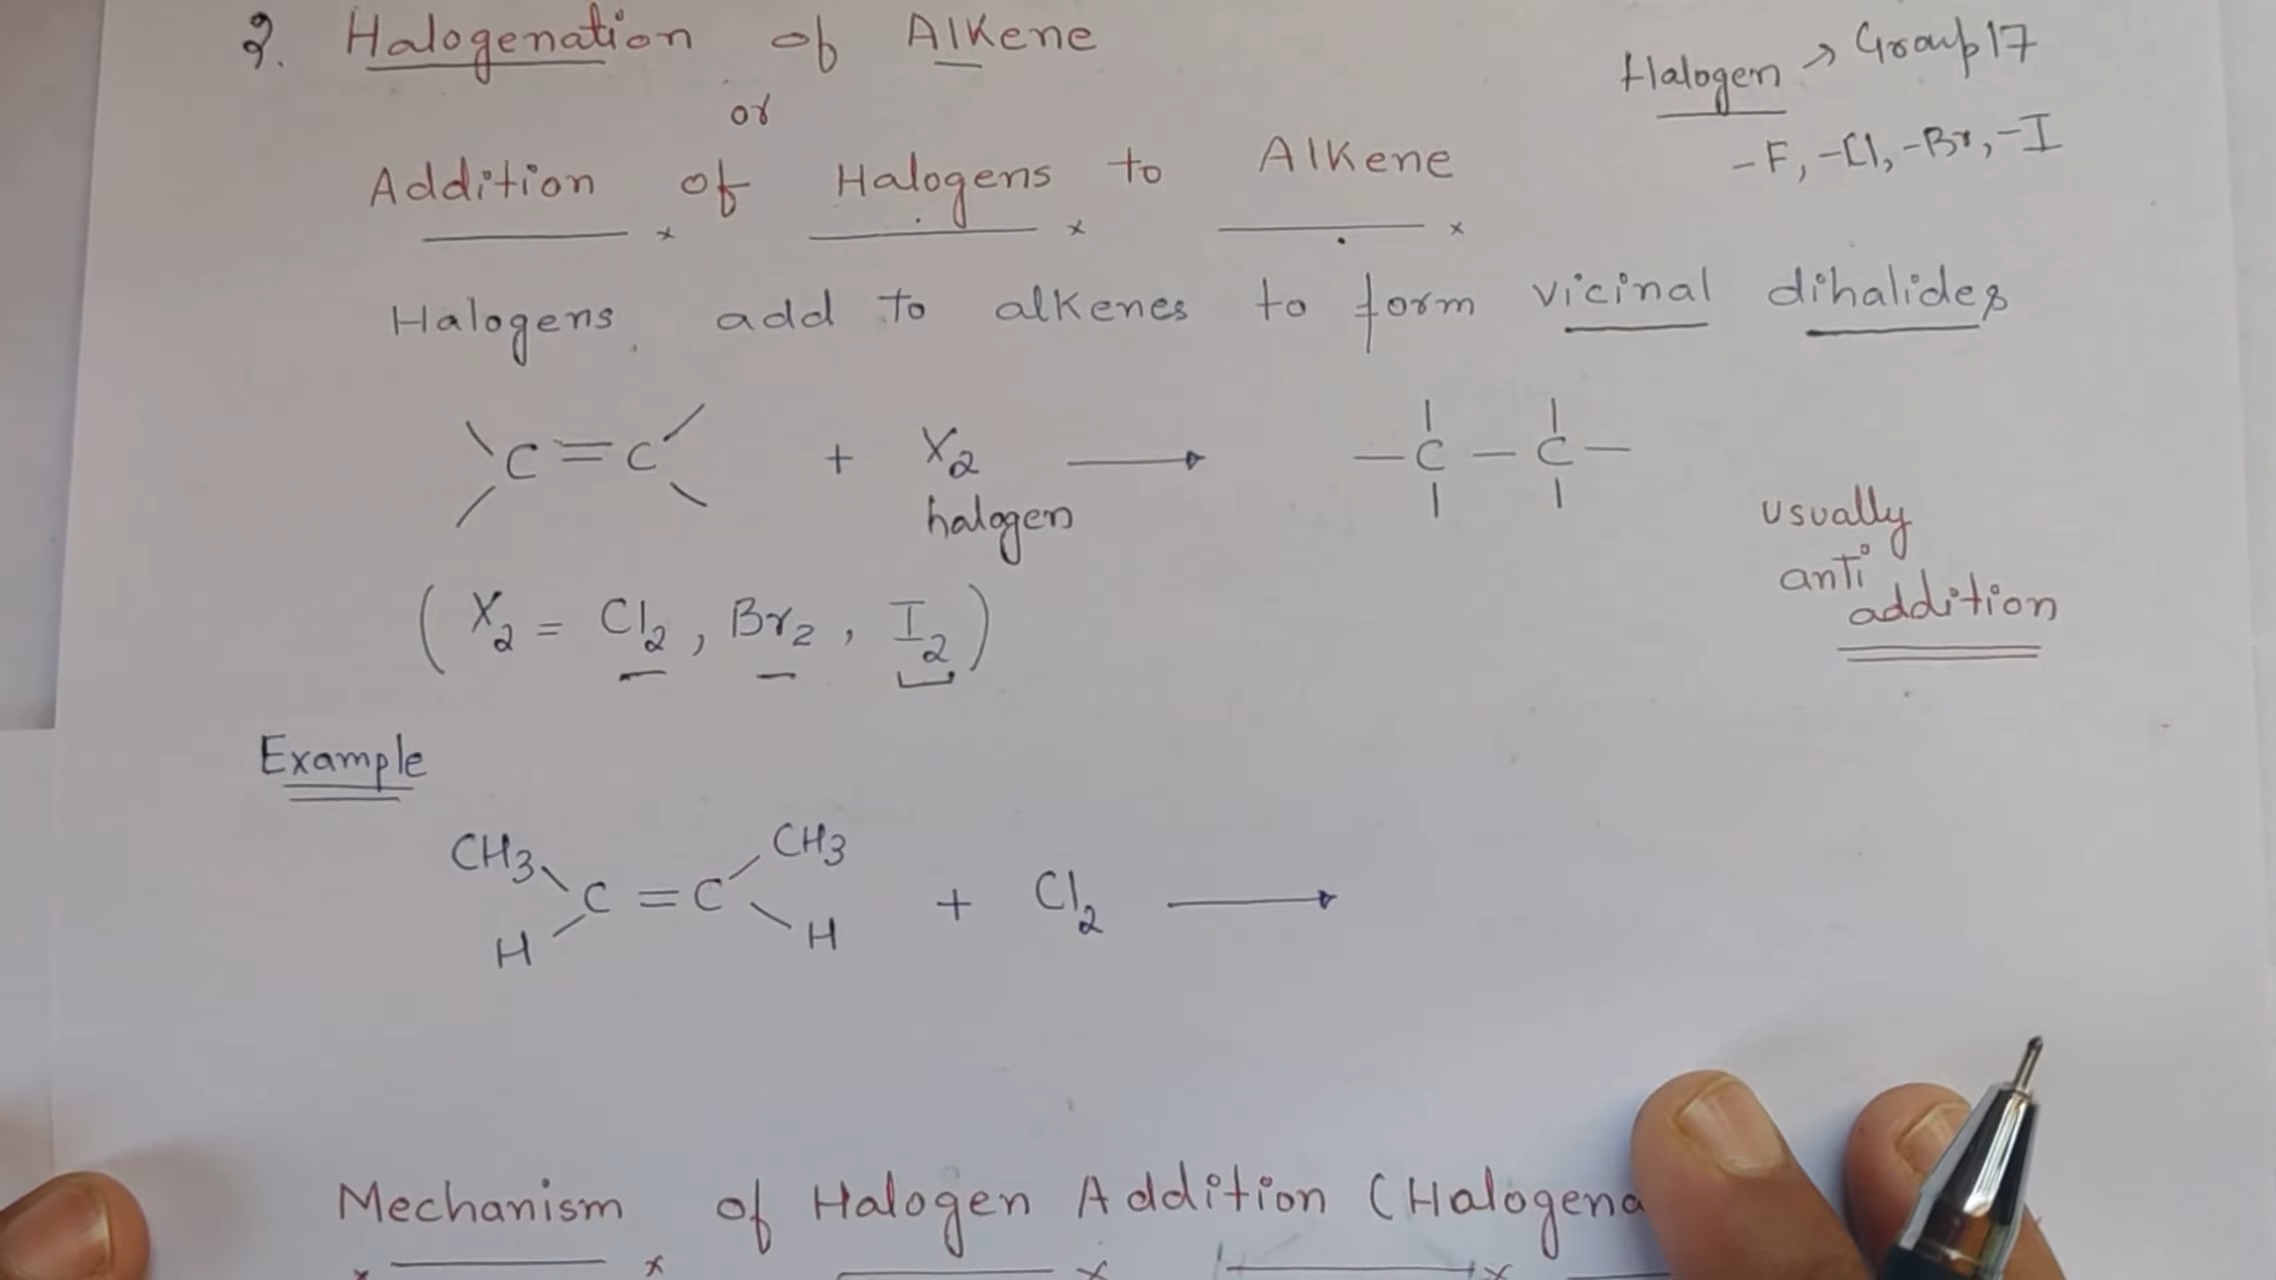 2. Halogenation of Alkene
or
Halogen → Group 17
-F, -Cl, -Br, -I
Addition of Halogens to Alkene
Halogens add to alkenes to form vicinal dihalides
C=C + X2 → -C-C-
halogen
usually
anti
addition
(X2 = Cl2, Br2, I2)
Example
CH3 CH3
C=C + Cl2 →
H H
Mechanism of Halogen Addition (Halogena